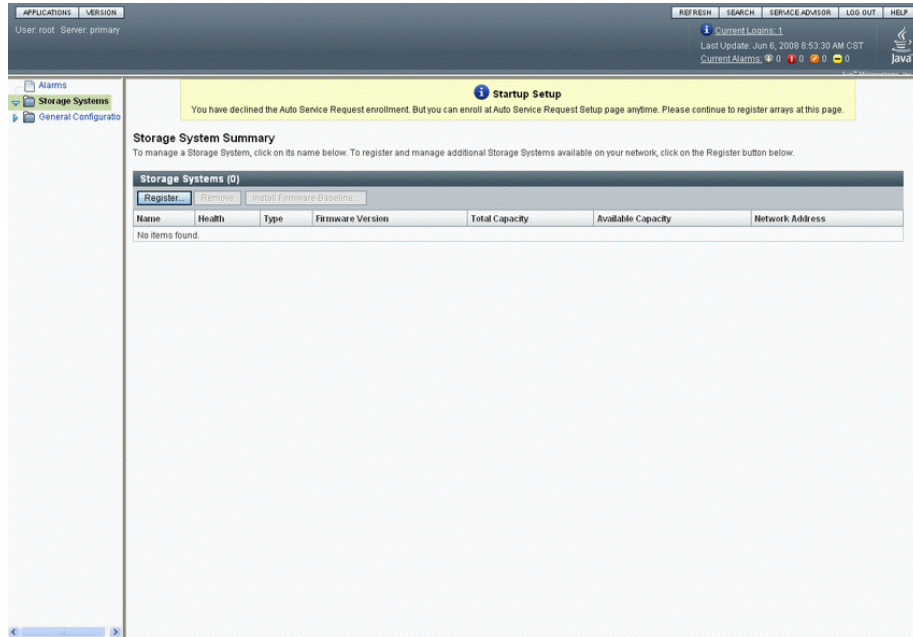 APPLICATIONS VERSION
REFRESH SEARCH SERVICE ADVISOR LOG OUT HELP
User: root Server: primary
Current Logins: 1
Last Update: Jun 6, 2008 8:53:30 AM CST
Current Alarms: 0 0 0 0
Java
Sun™ Microsystems, Inc.
Alarms
Storage Systems
General Configuratio
Startup Setup
You have declined the Auto Service Request enrollment. But you can enroll at Auto Service Request Setup page anytime. Please continue to register arrays at this page.
Storage System Summary
To manage a Storage System, click on its name below. To register and manage additional Storage Systems available on your network, click on the Register button below.
Storage Systems (0)
Register... Remove Install Firmware Baseline...
Name Health Type Firmware Version Total Capacity Available Capacity Network Address
No items found.